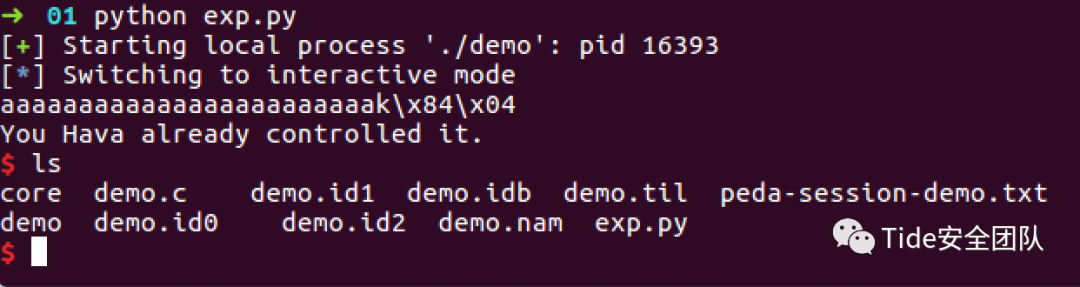 ➜  01 python exp.py
[+] Starting local process './demo': pid 16393
[*] Switching to interactive mode
aaaaaaaaaaaaaaaaaaaaaaaak\x84\x04
You Hava already controlled it.
$ ls
core  demo.c    demo.id1  demo.idb  demo.til  peda-session-demo.txt
demo  demo.id0    demo.id2  demo.nam  exp.py
$
Tide安全团队